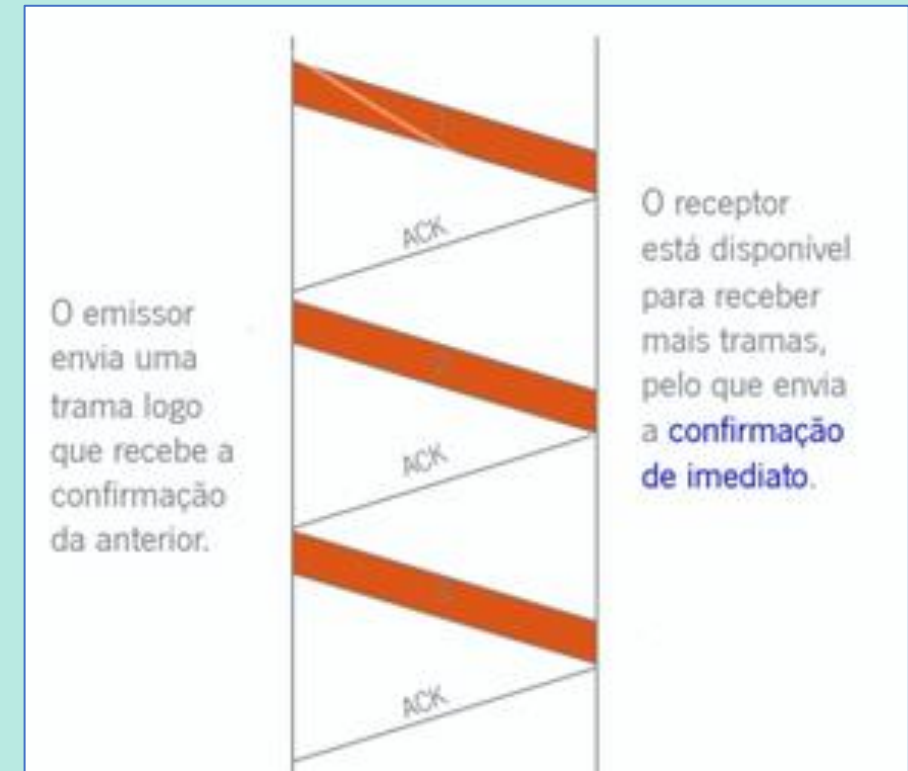 O emissor
envia uma
trama logo
que recebe a
confirmação
da anterior.
ACK
ACK
ACK
O receptor
está disponível
para receber
mais tramas,
pelo que envia
a confirmação
de imediato.